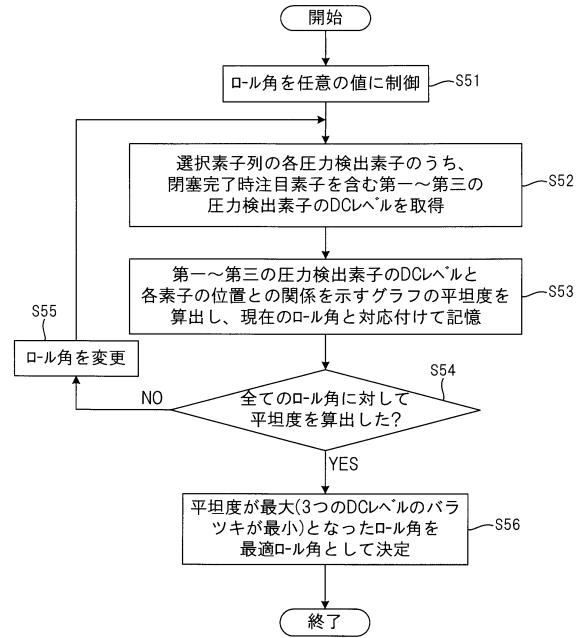 開始
ロール角を任意の値に制御
S51
選択素子列の各圧力検出素子のうち、
閉塞完了時注目素子を含む第一～第三の
圧力検出素子のDCレベルを取得
S52
第一～第三の圧力検出素子のDCレベルと
各素子の位置との関係を示すグラフの平坦度を
算出し、現在のロール角と対応付けて記憶
S53
S55
ロール角を変更
S54
全てのロール角に対して
平坦度を算出した？
NO
YES
平坦度が最大(3つのDCレベルのバラ
ツキが最小)となったロール角を
最適ロール角として決定
S56
終了